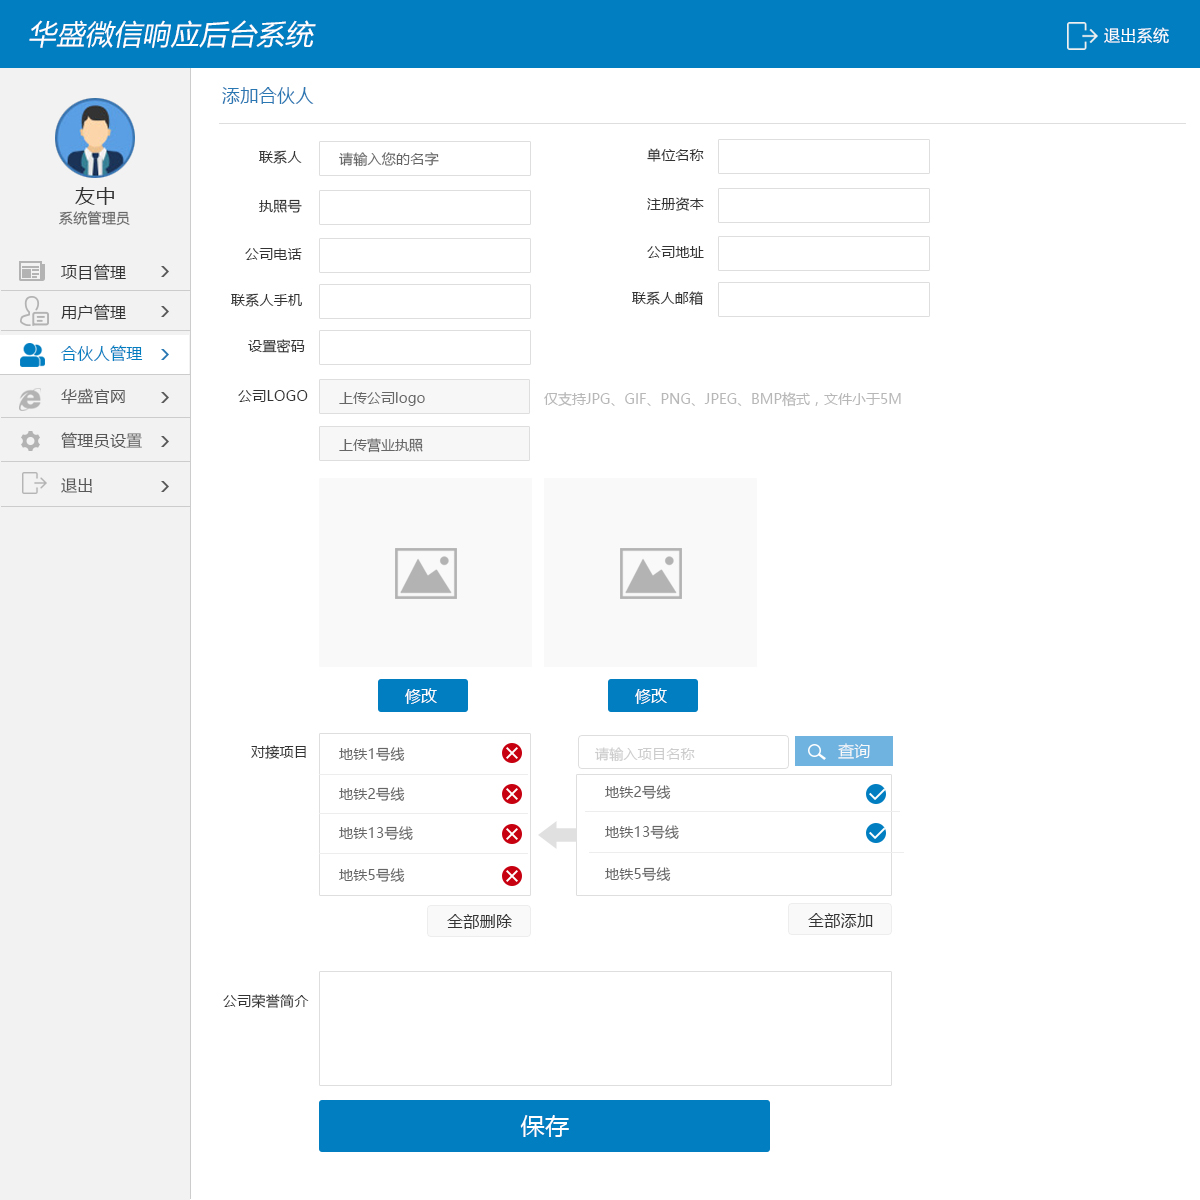 华盛微信响应后台系统
退出系统
友中
系统管理员
项目管理
用户管理
合伙人管理
华盛官网
管理员设置
退出
添加合伙人
联系人 请输入您的名字 单位名称
执照号 注册资本
公司电话 公司地址
联系人手机 联系人邮箱
设置密码
公司LOGO 上传公司logo 仅支持JPG、GIF、PNG、JPEG、BMP格式，文件小于5M
上传营业执照
修改 修改
对接项目
地铁1号线
地铁2号线
地铁13号线
地铁5号线
全部删除
请输入项目名称 查询
地铁2号线
地铁13号线
地铁5号线
全部添加
公司荣誉简介
保存